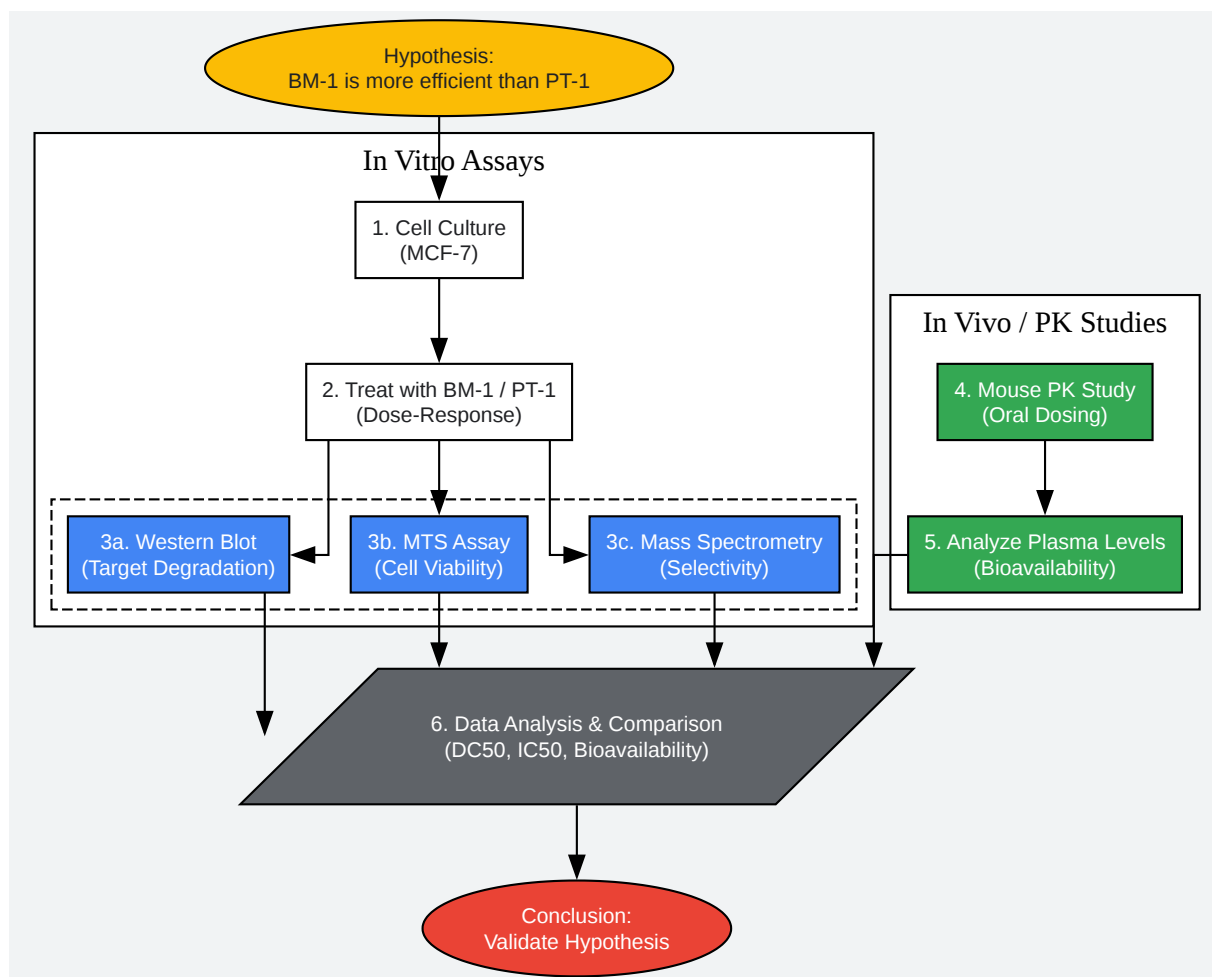 Hypothesis:
BM-1 is more efficient than PT-1
In Vitro Assays
1. Cell Culture
(MCF-7)
2. Treat with BM-1 / PT-1
(Dose-Response)
3a. Western Blot
(Target Degradation)
3b. MTS Assay
(Cell Viability)
3c. Mass Spectrometry
(Selectivity)
In Vivo / PK Studies
4. Mouse PK Study
(Oral Dosing)
5. Analyze Plasma Levels
(Bioavailability)
6. Data Analysis & Comparison
(DC50, IC50, Bioavailability)
Conclusion:
Validate Hypothesis